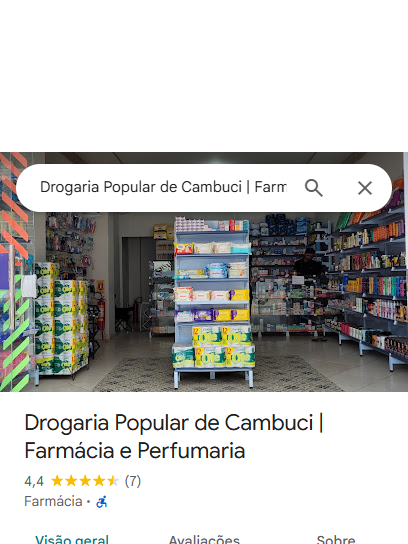 Drogaria Popular de Cambuci | Farm
Drogaria Popular de Cambuci |
Farmácia e Perfumaria
4,4 (7)
Farmácia ·
Visão geral Avaliações Sobre